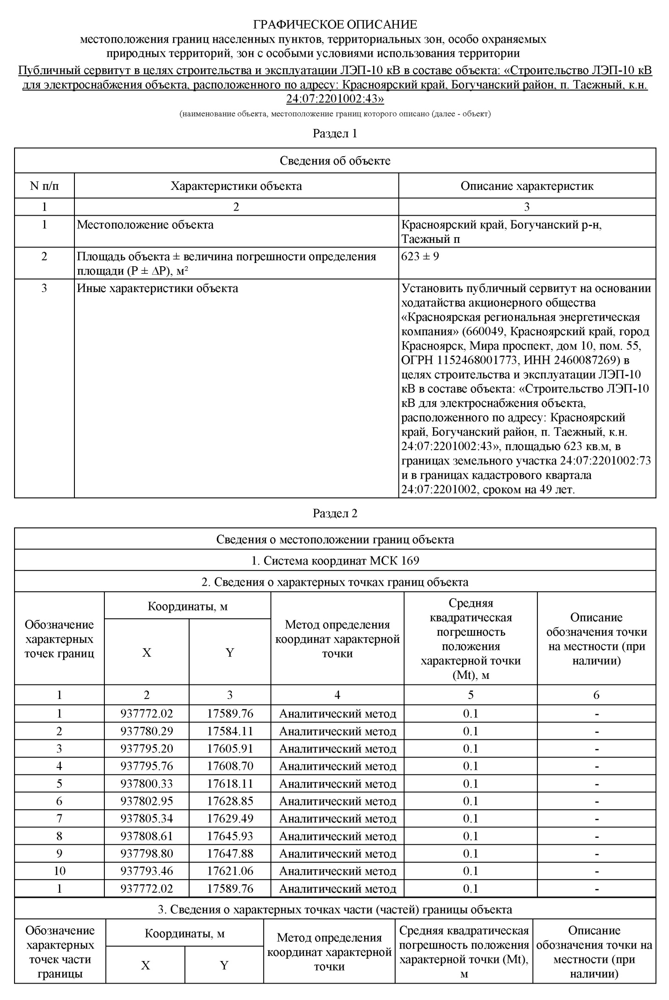 ГРАФИЧЕСКОЕ ОПИСАНИЕ
местоположения границ населенных пунктов, территориальных зон, особо охраняемых
природных территорий, зон с особыми условиями использования территории
Публичный сервитут в целях строительства и эксплуатации ЛЭП-10 кВ в составе объекта: «Строительство ЛЭП-10 кВ
для электроснабжения объекта, расположенного по адресу: Красноярский край, Богучанский район, п. Таежный, к.н.
24:07:2201002:43»
(наименование объекта, местоположение границ которого описано (далее - объект)
Раздел 1
Сведения об объекте
N п/п Характеристики объекта Описание характеристик
1 2 3
1 Местоположение объекта Красноярский край, Богучанский р-н,
Таежный п
2 Площадь объекта ± величина погрешности определения 623 ± 9
площади (P ± ∆P), м²
3 Иные характеристики объекта Установить публичный сервитут на основании
ходатайства акционерного общества
«Красноярская региональная энергетическая
компания» (660049, Красноярский край, город
Красноярск, Мира проспект, дом 10, пом. 55,
ОГРН 1152468001773, ИНН 2460087269) в
целях строительства и эксплуатации ЛЭП-10
кВ в составе объекта: «Строительство ЛЭП-10
кВ для электроснабжения объекта,
расположенного по адресу: Красноярский
край, Богучанский район, п. Таежный, к.н.
24:07:2201002:43», площадью 623 кв.м, в
границах земельного участка 24:07:2201002:73
и в границах кадастрового квартала
24:07:2201002, сроком на 49 лет.
Раздел 2
Сведения о местоположении границ объекта
1. Система координат МСК 169
2. Сведения о характерных точках границ объекта
Обозначение
характерных
точек границ
Координаты, м
X Y
Метод определения
координат характерной
точки
Средняя
квадратическая
погрешность
положения
характерной точки
(Mt), м
Описание
обозначения точки
на местности (при
наличии)
1 2 3 4 5 6
1 937772.02 17589.76 Аналитический метод 0.1 -
2 937780.29 17584.11 Аналитический метод 0.1 -
3 937795.20 17605.91 Аналитический метод 0.1 -
4 937795.76 17608.70 Аналитический метод 0.1 -
5 937800.33 17618.11 Аналитический метод 0.1 -
6 937802.95 17628.85 Аналитический метод 0.1 -
7 937805.34 17629.49 Аналитический метод 0.1 -
8 937808.61 17645.93 Аналитический метод 0.1 -
9 937798.80 17647.88 Аналитический метод 0.1 -
10 937793.46 17621.06 Аналитический метод 0.1 -
1 937772.02 17589.76 Аналитический метод 0.1 -
3. Сведения о характерных точках части (частей) границы объекта
Обозначение
характерных
точек части
границы
Координаты, м
X Y
Метод определения
координат характерной
точки
Средняя квадратическая
погрешность положения
характерной точки (Mt),
м
Описание
обозначения точки на
местности (при
наличии)